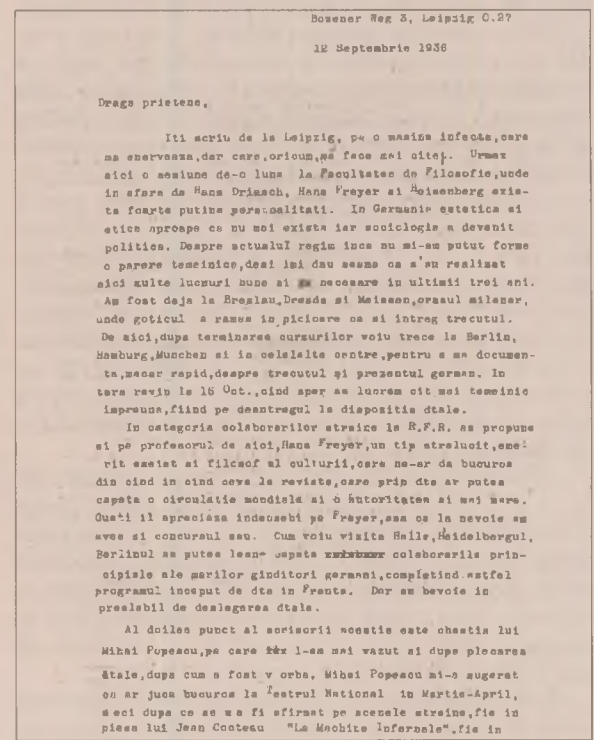 Bozener Weg 3, Leipzig O.27
12 Septembrie 1936
Draga prietene,
Iti scriu de la Leipzig, pe o masina infecta,care
ma enerveaza,dar care,oricum,ma face mai citeţ. Urmez
aici o sesiune de-o luna la Facultatea de Filosofie,unde
in afara de Hans Driesch, Hans Freyer si Heisenberg exis-
ta foarte putine personalitati. In Germania estetica si
etica aproape ca nu mai exista iar sociologia a devenit
politica. Despre actualul regim inca nu mi-am putut forma
o parere temeinica,desi imi dau seama ca s'au realizat
aici multe lucruri bune si necesare in ultimii trei ani.
Am fost deja la Breslau,Dresda si Meissen,orasul milenar,
unde goticul a ramas in picioare ca si intreg trecutul.
De aici,dupa terminarea cursurilor voiu trece la Berlin,
Hamburg,Munchen si in celelalte centre,pentru a ma documen-
ta,macar rapid,despre trecutul şi prezentul german. In
tara revin la 15 Oct.,cind sper sa lucram cit mai temeinic
impreuna,fiind pe deantregul la dispozitia dtale.
In categoria colaborarilor straine la R.F.R. as propune
si pe profesorul de aici,Hans Freyer,un tip stralucit,eme-
rit eseist si filosof al culturii,care ne-ar da bucuros
din cind in cind ceva la revista,care prin dta ar putea
capata o circulatie mondiala si o autoritatea si mai mare.
Gusti il apreciaza indeosebi pe Freyer,asa ca la nevoie am
avea si concursul sau. Cum voiu vizita Halle,Heidelbergul,
Berlinul as putea lesne capata colaborarile prin-
cipiale ale marilor ginditori germani,completind astfel
programul inceput de dta in Franta. Dar am bevoie in
prealabil de dezlegarea dtale.
Al doilea punct al scrisorii acestia este chestia lui
Mihai Popescu,pe care l-am mai vazut si dupa plecarea
dtale,dupa cum a fost v orba. Mihai Popescu mi-a sugerat
ca ar juca bucuros la Teatrul National in Martie-April,
deci dupa ce se va fi afirmat pe scenele straine,fie in
piesa lui Jean Cocteau "La Machite Infernale",fie in